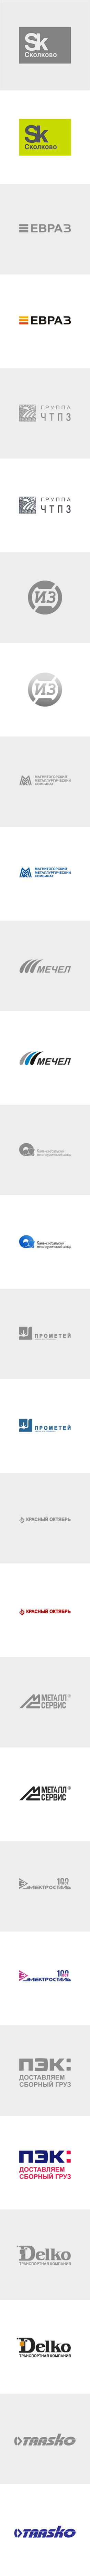 Sk
Сколково
Sk
Сколково
ЕВРАЗ
ЕВРАЗ
ГРУППА
ЧТПЗ
ГРУППА
ЧТПЗ
ИЗ
ИЗ
МАГНИТОГОРСКИЙ
МЕТАЛЛУРГИЧЕСКИЙ
КОМБИНАТ
МАГНИТОГОРСКИЙ
МЕТАЛЛУРГИЧЕСКИЙ
КОМБИНАТ
МЕЧЕЛ
МЕЧЕЛ
Каменск-Уральский
металлургический завод
Каменск-Уральский
металлургический завод
ПРОМЕТЕЙ
ПРОМЕТЕЙ
КРАСНЫЙ ОКТЯБРЬ
КРАСНЫЙ ОКТЯБРЬ
МЕТАЛЛ®
СЕРВИС
МЕТАЛЛ®
СЕРВИС
100
ЭЛЕКТРОСТАЛЬ
100
ЭЛЕКТРОСТАЛЬ
ПЭК:
ДОСТАВЛЯЕМ
СБОРНЫЙ ГРУЗ
ПЭК:
ДОСТАВЛЯЕМ
СБОРНЫЙ ГРУЗ
Delko
ТРАНСПОРТНАЯ КОМПАНИЯ
Delko
ТРАНСПОРТНАЯ КОМПАНИЯ
TRASKO
TRASKO